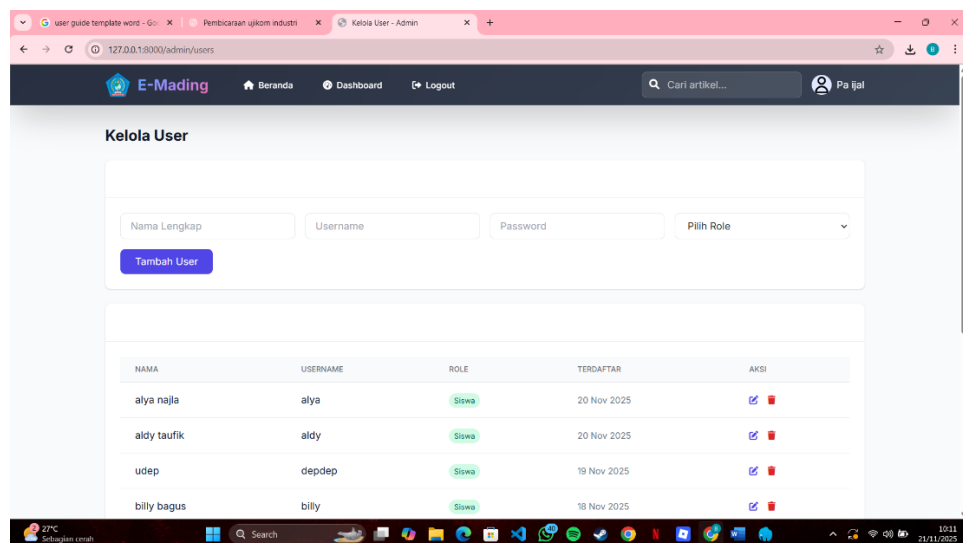 user guide template word - Goo
Pembicaraan ujikom industri
Kelola User - Admin
127.0.0.1:8000/admin/users
E-Mading
Beranda
Dashboard
Logout
Cari artikel...
Pa ijal
Kelola User
Nama Lengkap
Username
Password
Pilih Role
Tambah User
NAMA USERNAME ROLE TERDAFTAR AKSI
alya najla alya Siswa 20 Nov 2025
aldy taufik aldy Siswa 20 Nov 2025
udep depdep Siswa 19 Nov 2025
billy bagus billy Siswa 18 Nov 2025
2
27°C
Sebagian cerah
Search
40
10:11
21/11/2025